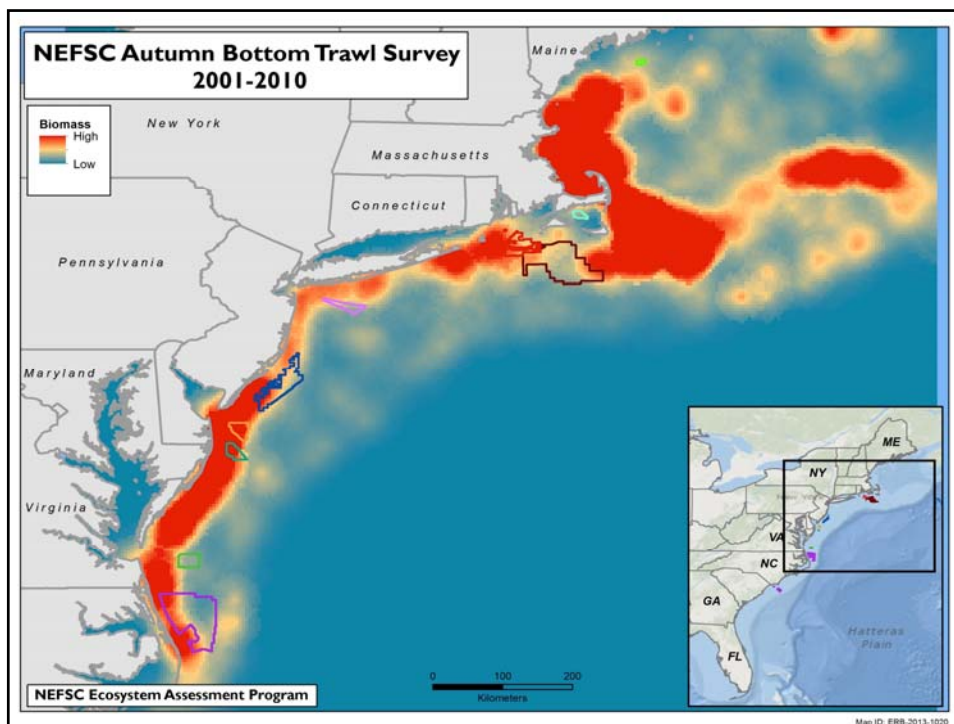 NEFSC Autumn Bottom Trawl Survey
2001-2010
Maine
Biomass
High
Low
New York
Massachusetts
Connecticut
Pennsylvania
Maryland
Virginia
ME
NY
VA
NC
GA
FL
Hatteras
Plain
0
100
200
Kilometers
NEFSC Ecosystem Assessment Program
Map ID: ERB-2013-1020